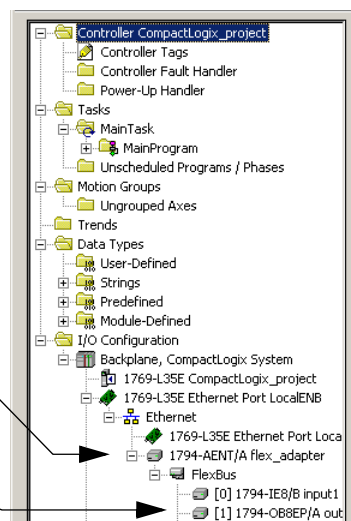 Controller CompactLogix_project
Controller Tags
Controller Fault Handler
Power-Up Handler
Tasks
MainTask
MainProgram
Unscheduled Programs / Phases
Motion Groups
Ungrouped Axes
Trends
Data Types
User-Defined
Strings
Predefined
Module-Defined
I/O Configuration
Backplane, CompactLogix System
1769-L35E CompactLogix_project
1769-L35E Ethernet Port LocalENB
Ethernet
1769-L35E Ethernet Port Loca
1794-AENT/A flex_adapter
FlexBus
[0] 1794-IE8/B input1
[1] 1794-OB8EP/A out